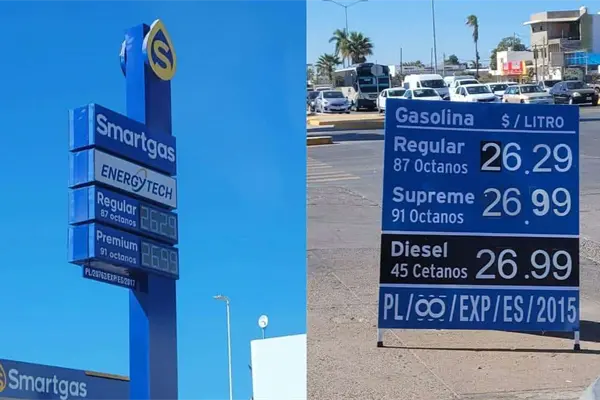 Smartgas
ENERGYTECH
Regular 26.29
87 Octanos
Premium 26.99
91 octanos
PL/20762/EXP/ES/2017
Smartgas
Gasolina $ / LITRO
Regular 26.29
87 Octanos
Supreme 26.99
91 Octanos
Diesel 26.99
45 Cetanos
PL/ /EXP/ES/2015